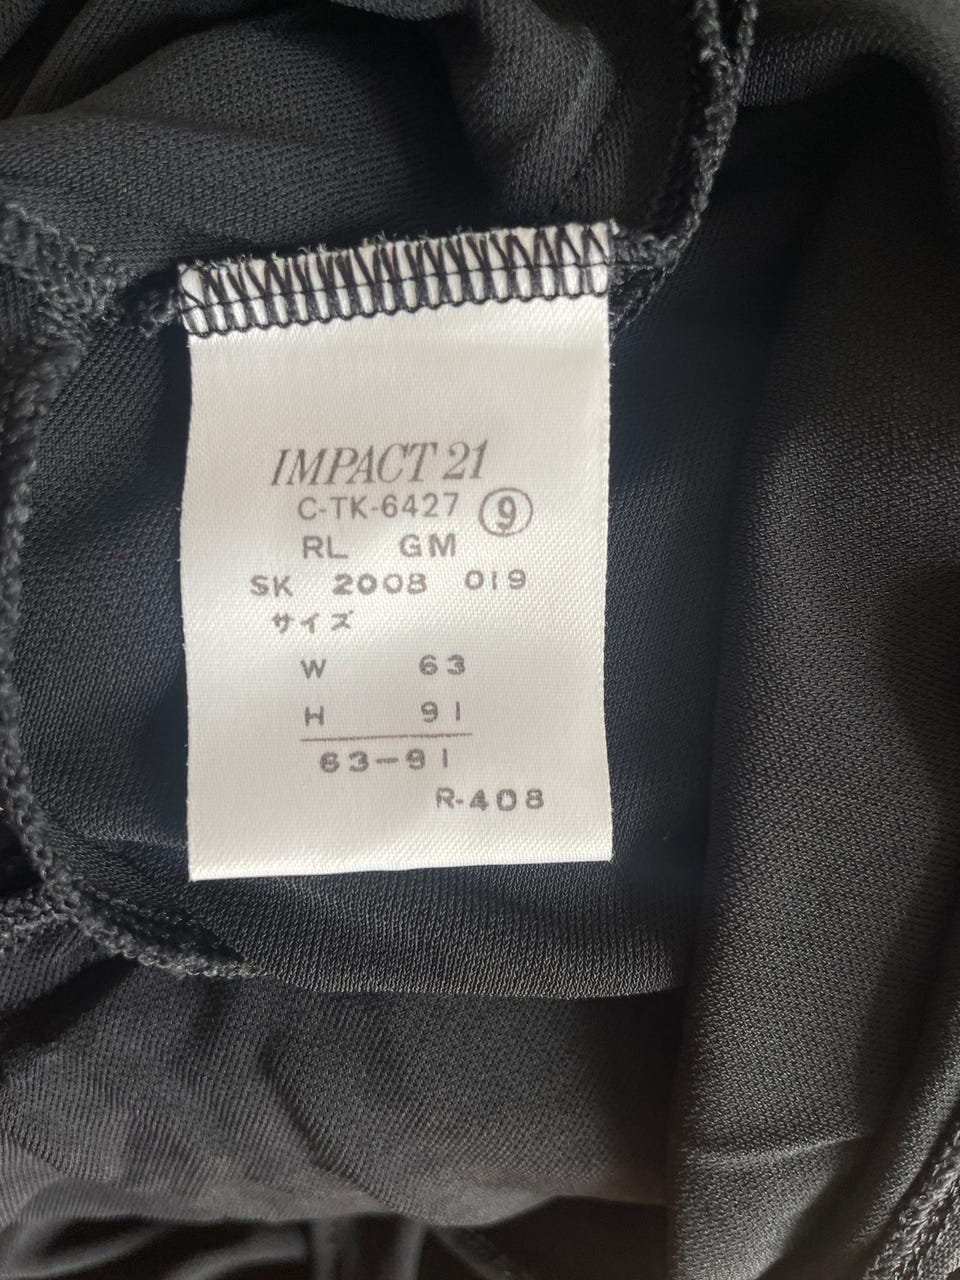 IMPACT 21
C-TK-6427 ⑨
RL GM
SK 2008 019
サイズ
W 63
H 91
63-91
R-408